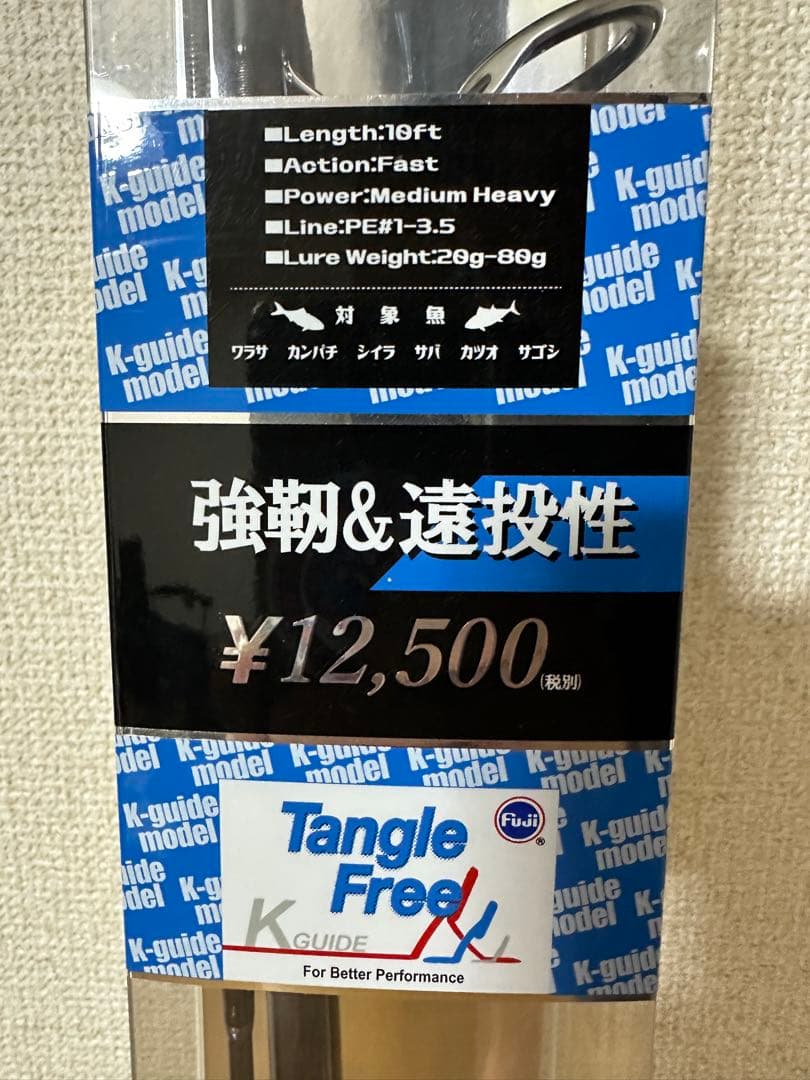 ■Length:10ft
■Action:Fast
■Power:Medium Heavy
■Line:PE#1-3.5
■Lure Weight:20g-80g
対象魚
ワラサ カンパチ シイラ サバ カツオ サゴシ
K-guide
model
強靭&遠投性
¥12,500(税別)
K-guide
model
Tangle
Free
Fuji
®
K GUIDE
For Better Performance